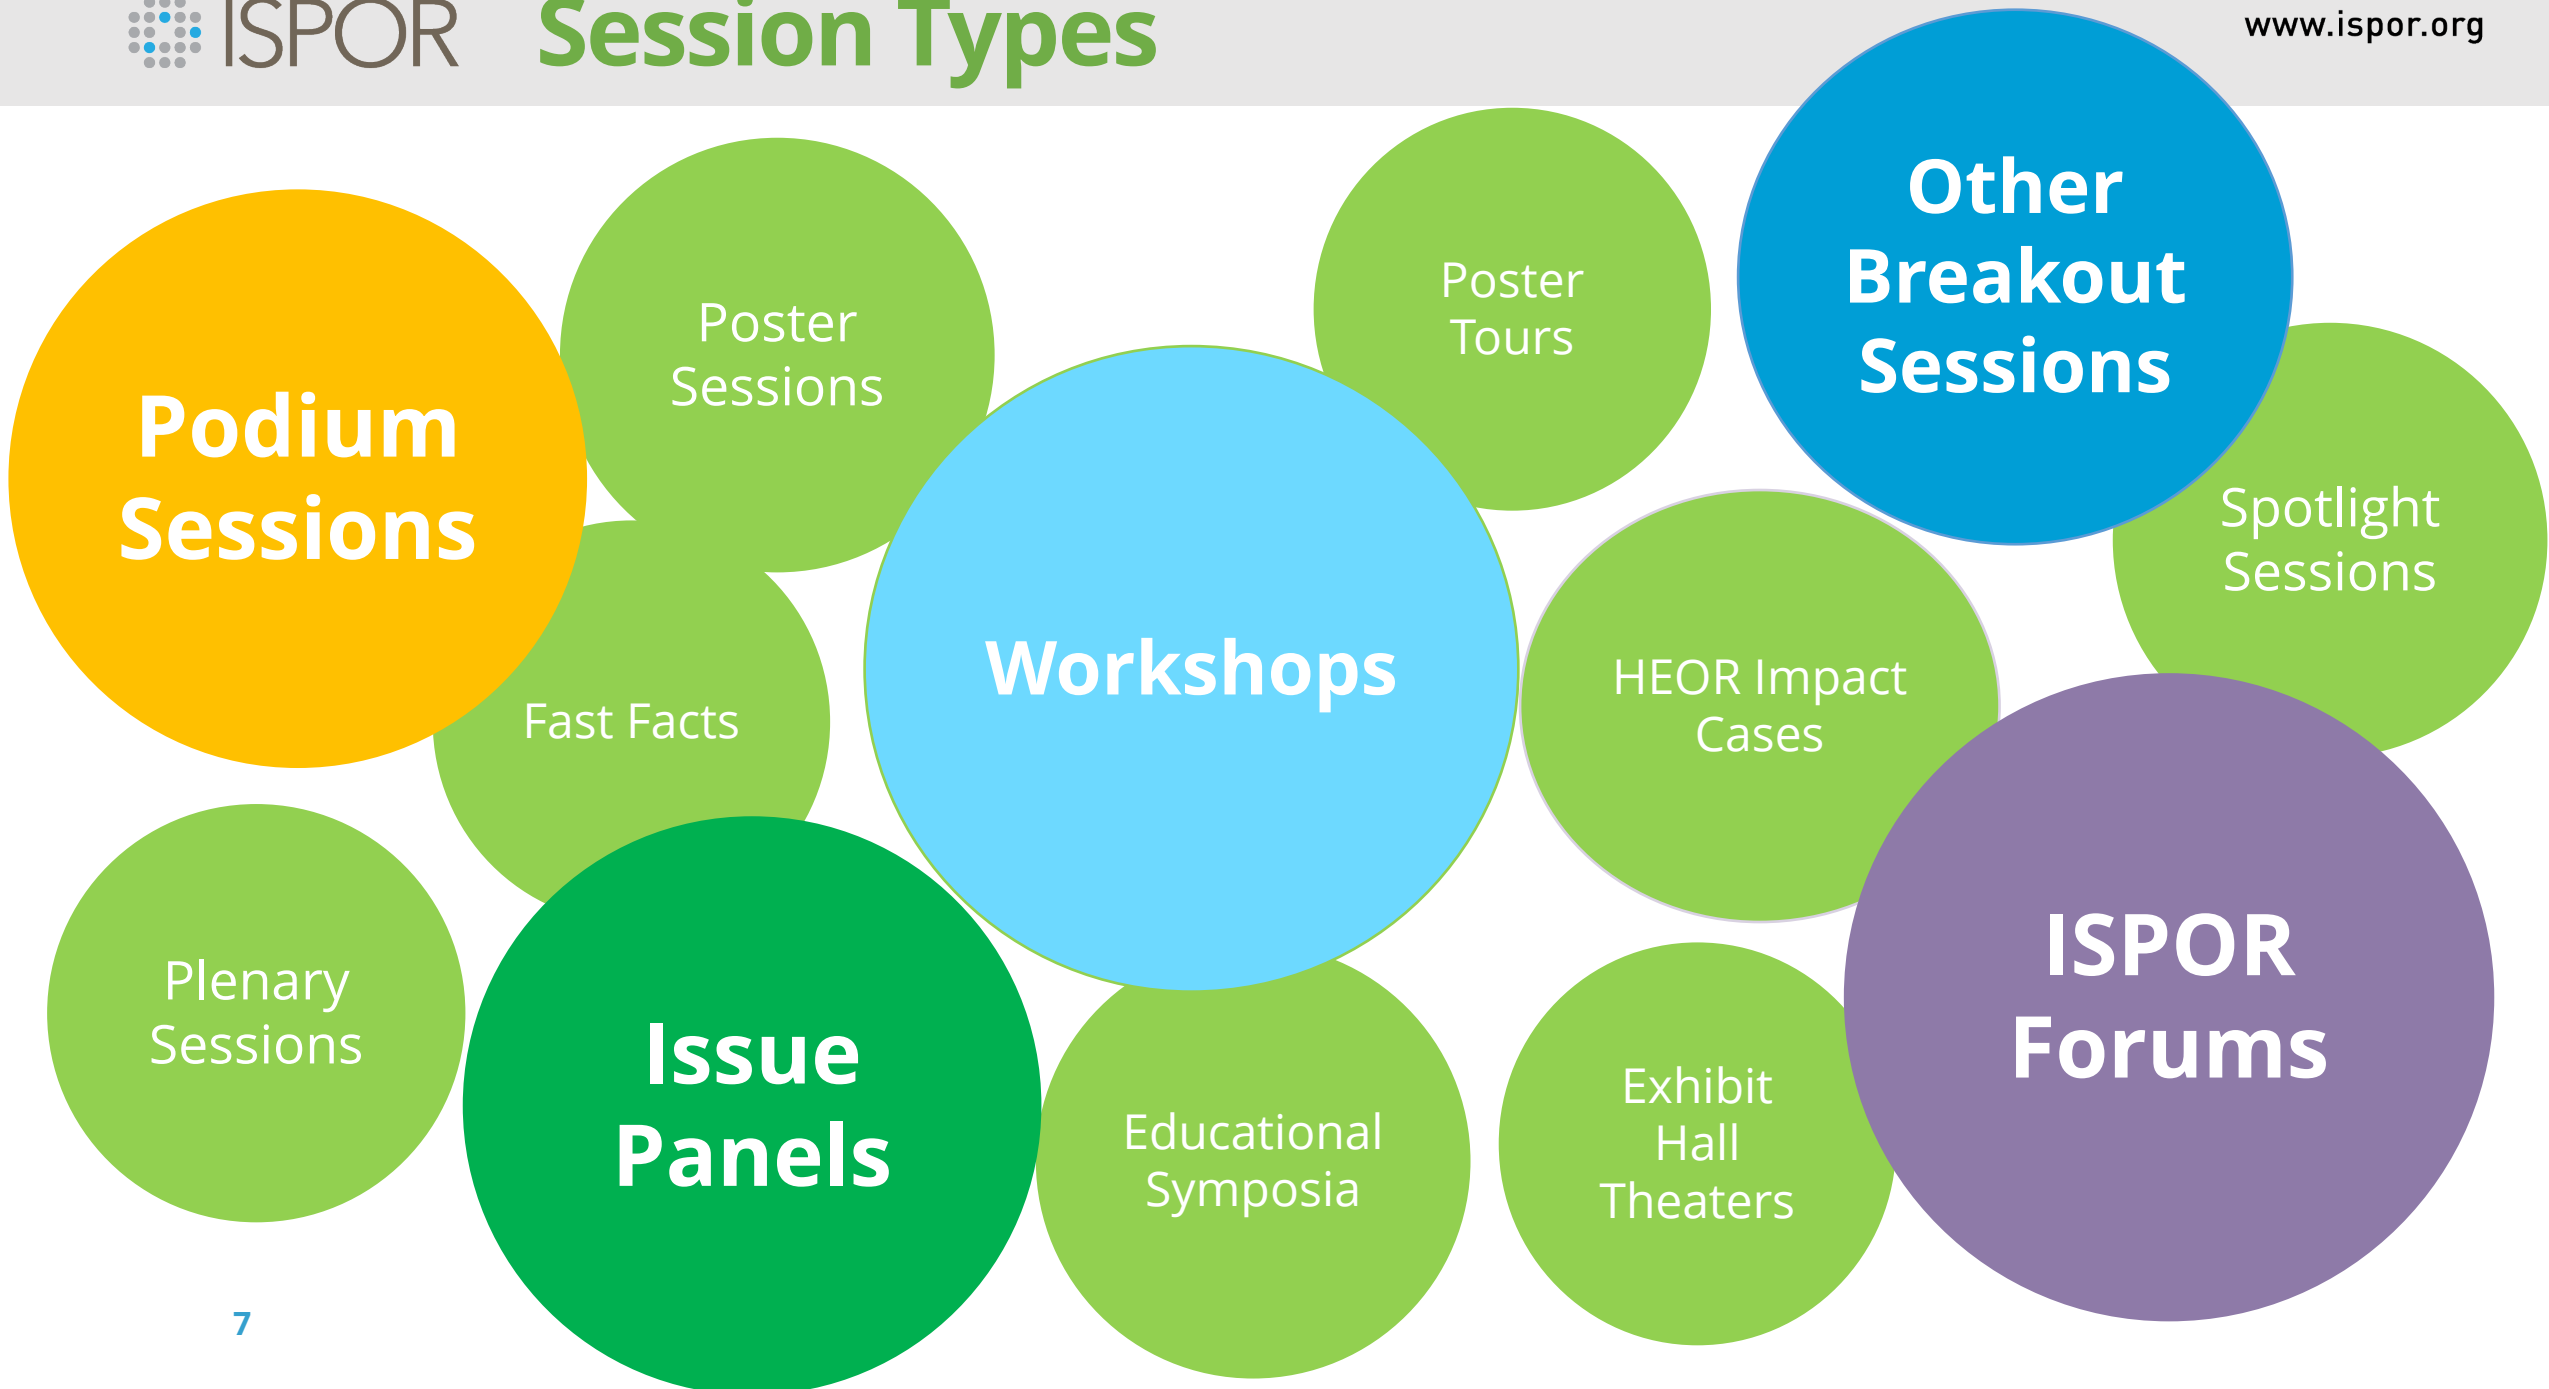 ISPOR
Session Types
www.ispor.org
Podium
Sessions
Poster
Sessions
Poster
Tours
Other
Breakout
Sessions
Spotlight
Sessions
Fast Facts
Workshops
HEOR Impact
Cases
Plenary
Sessions
Issue
Panels
Educational
Symposia
Exhibit
Hall
Theaters
ISPOR
Forums
7